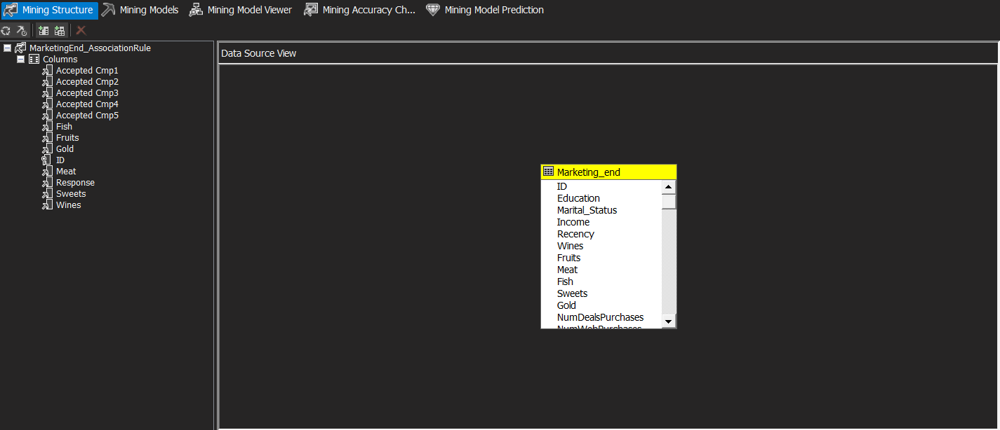 Mining Structure Mining Models Mining Model Viewer Mining Accuracy Ch... Mining Model Prediction
MarketingEnd_AssociationRule
Columns
Accepted Cmp1
Accepted Cmp2
Accepted Cmp3
Accepted Cmp4
Accepted Cmp5
Fish
Fruits
Gold
ID
Meat
Response
Sweets
Wines
Data Source View
Marketing_end
ID
Education
Marital_Status
Income
Recency
Wines
Fruits
Meat
Fish
Sweets
Gold
NumDealsPurchases
NumWebPurchases